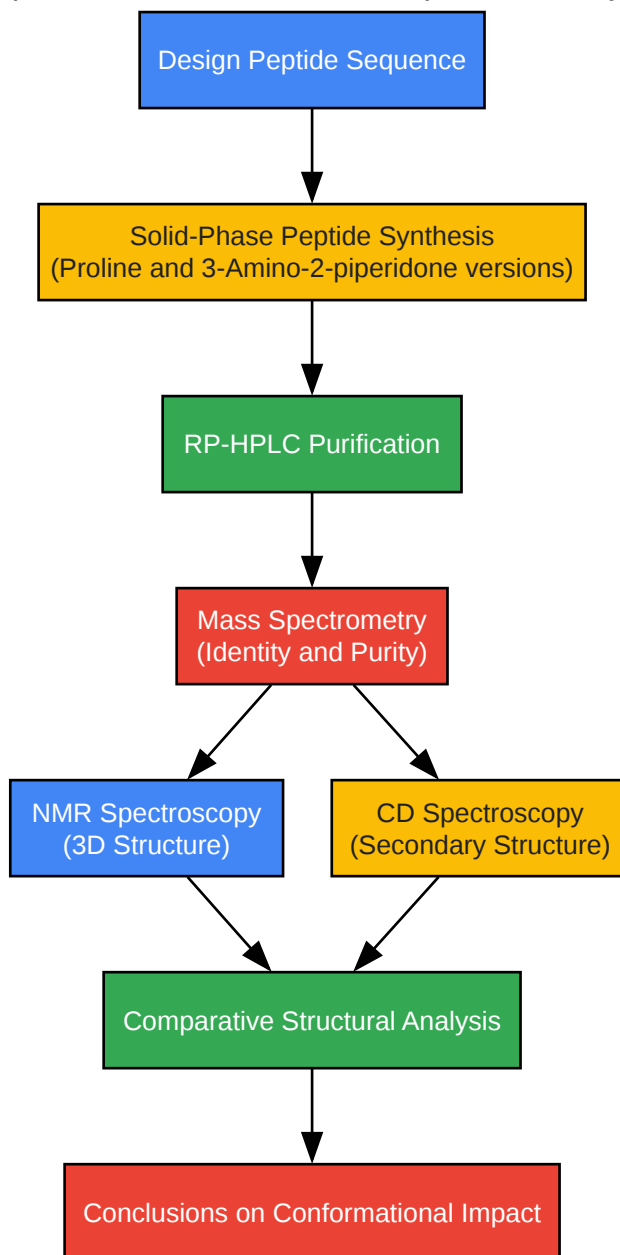 Design Peptide Sequence
Solid-Phase Peptide Synthesis
(Proline and 3-Amino-2-piperidone versions)
RP-HPLC Purification
Mass Spectrometry
(Identity and Purity)
NMR Spectroscopy
(3D Structure)
CD Spectroscopy
(Secondary Structure)
Comparative Structural Analysis
Conclusions on Conformational Impact